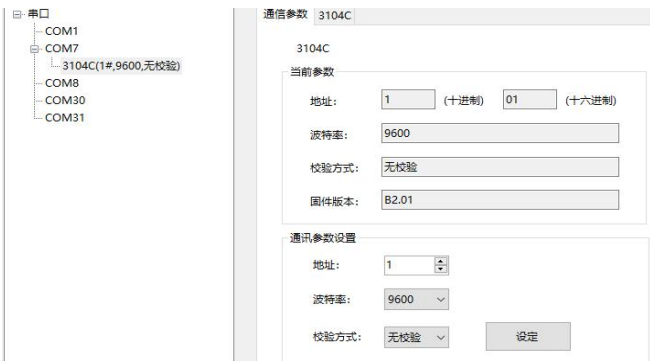 串口
COM1
COM7
3104C(1#,9600,无校验)
COM8
COM30
COM31
通信参数 3104C
3104C
当前参数
地址: 1 (十进制) 01 (十六进制)
波特率: 9600
校验方式: 无校验
固件版本: B2.01
通讯参数设置
地址: 1
波特率: 9600
校验方式: 无校验 设定